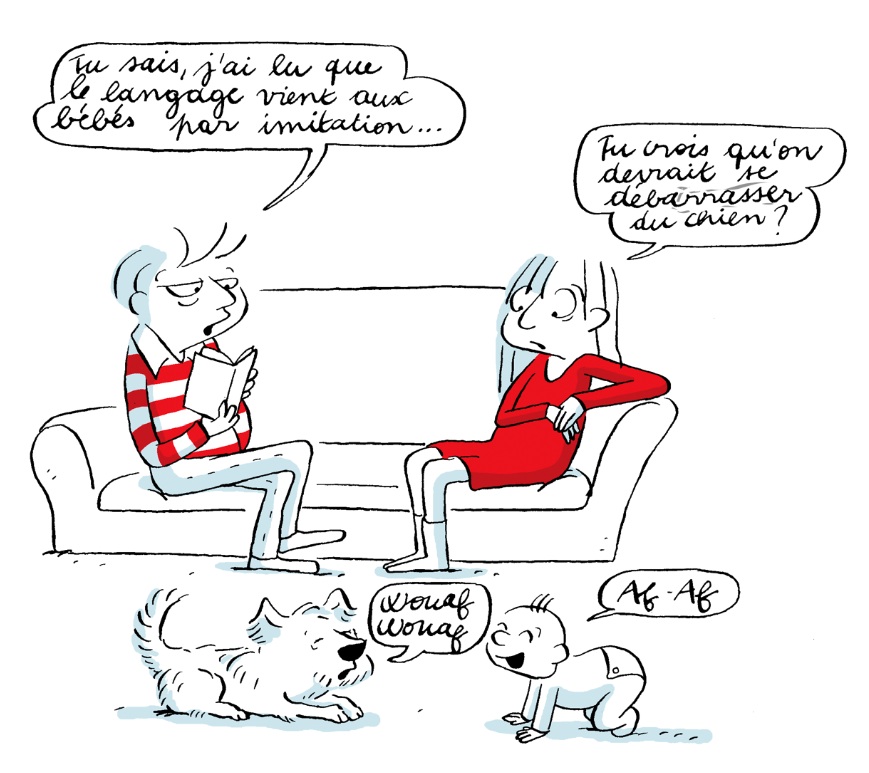 Tu sais, j'ai lu que
le langage vient aux
bébés par imitation...
Tu crois qu'on
devrait se
débarrasser
du chien ?
Wouaf
Wouaf
Af - Af